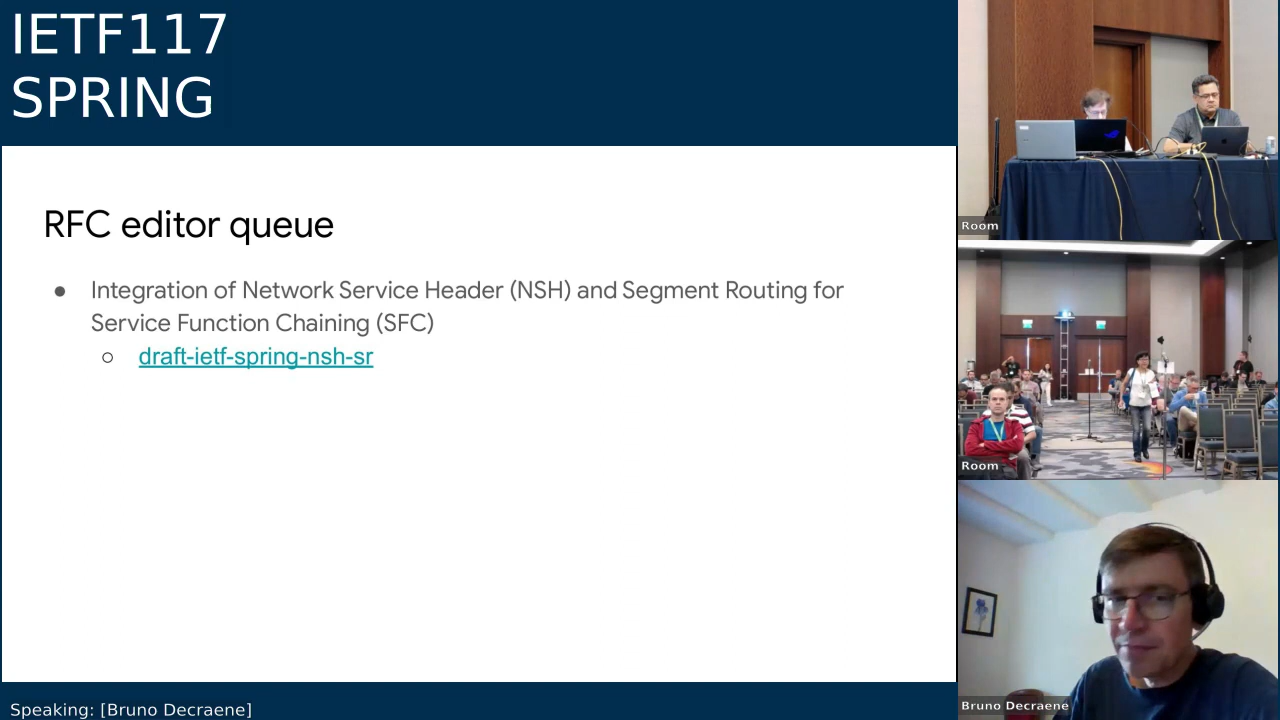 IETF117
SPRING
RFC editor queue
● Integration of Network Service Header (NSH) and Segment Routing for
Service Function Chaining (SFC)
○ draft-ietf-spring-nsh-sr
Speaking: [Bruno Decraene]
Room
Room
Bruno Decraene